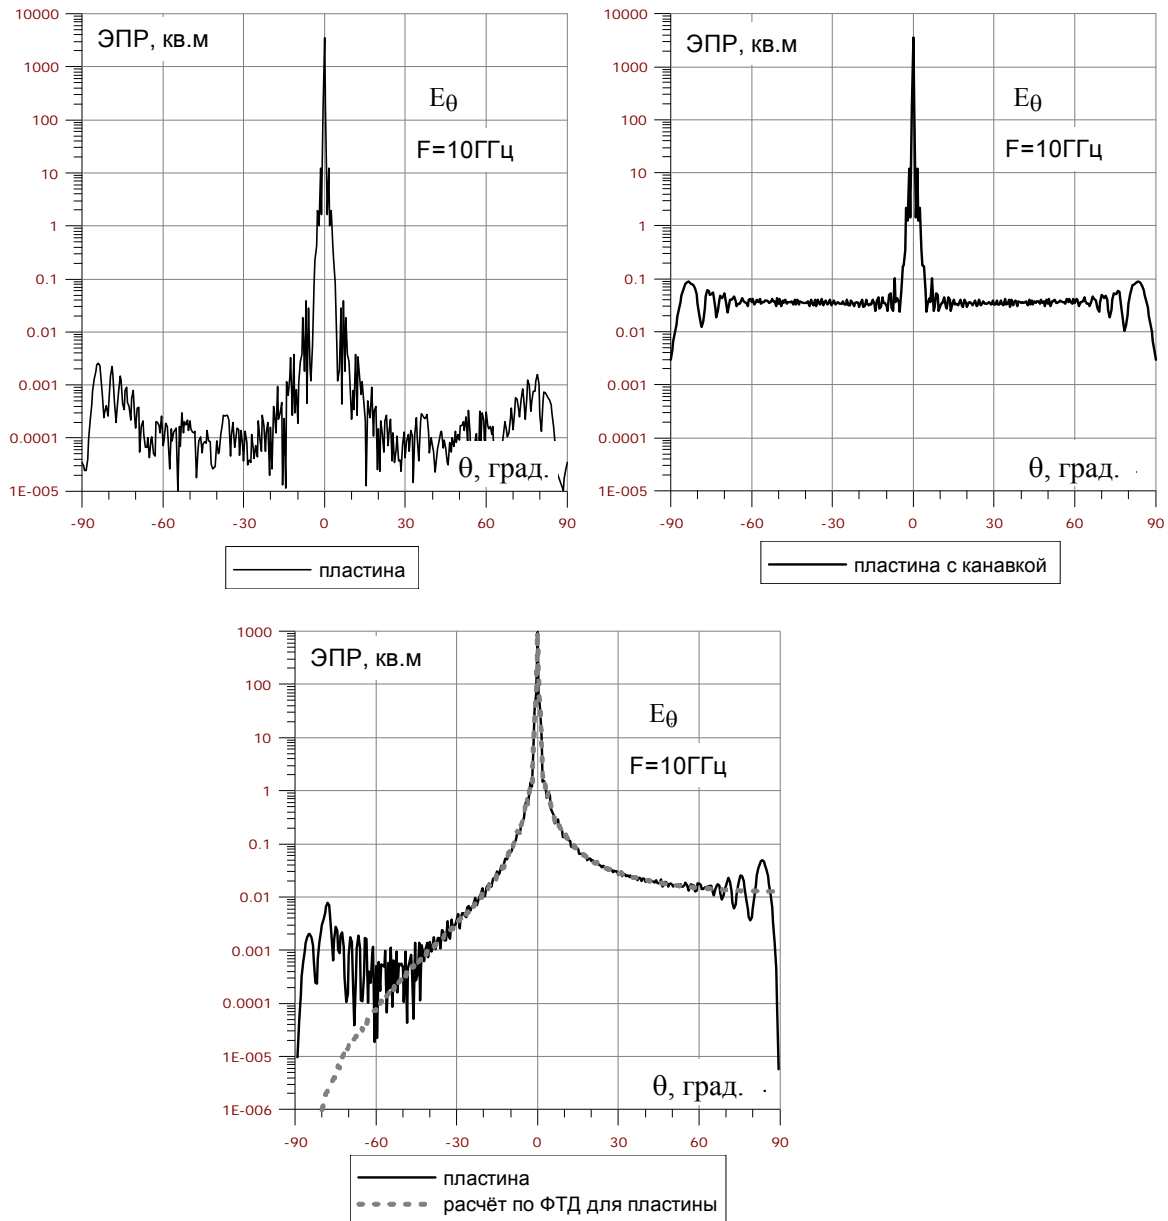 10000
1000
100
10
1
0.1
0.01
0.001
0.0001
1E-005
ЭПР, кв.м
Eθ
F=10ГГц
θ, град.
-90 -60 -30 0 30 60 90
пластина
10000
1000
100
10
1
0.1
0.01
0.001
0.0001
1E-005
ЭПР, кв.м
Eθ
F=10ГГц
θ, град.
-90 -60 -30 0 30 60 90
пластина с канавкой
1000
100
10
1
0.1
0.01
0.001
0.0001
1E-005
1E-006
ЭПР, кв.м
Eθ
F=10ГГц
θ, град.
-90 -60 -30 0 30 60 90
пластина
расчёт по ФТД для пластины